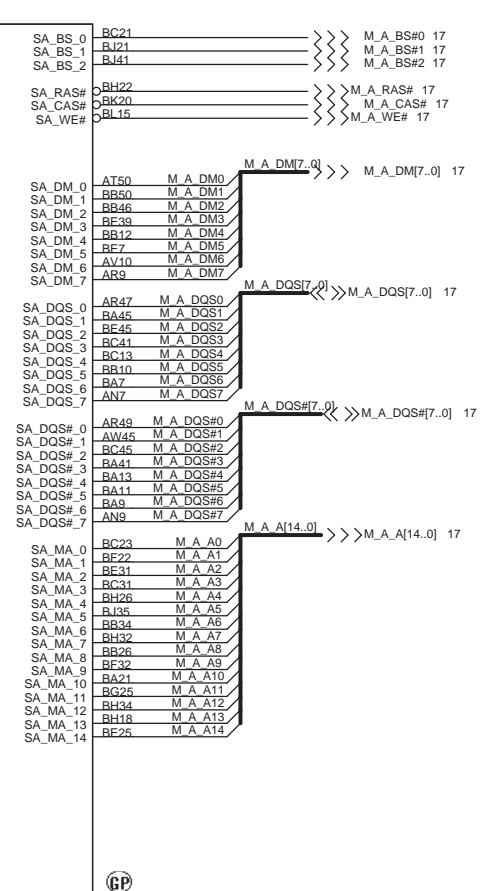 SA_BS_0 BC21 M_A_BS#0 17
SA_BS_1 BJ21 M_A_BS#1 17
SA_BS_2 BJ41 M_A_BS#2 17
SA_RAS# BH22 M_A_RAS# 17
SA_CAS# BK20 M_A_CAS# 17
SA_WE# BL15 M_A_WE# 17
M_A_DM[7..0] M_A_DM[7..0] 17
SA_DM_0 AT50 M_A_DM0
SA_DM_1 BB50 M_A_DM1
SA_DM_2 BB46 M_A_DM2
SA_DM_3 BE39 M_A_DM3
SA_DM_4 BB12 M_A_DM4
SA_DM_5 BE7 M_A_DM5
SA_DM_6 AV10 M_A_DM6
SA_DM_7 AR9 M_A_DM7
M_A_DQS[7..0] M_A_DQS[7..0] 17
SA_DQS_0 AR47 M_A_DQS0
SA_DQS_1 BA45 M_A_DQS1
SA_DQS_2 BE45 M_A_DQS2
SA_DQS_3 BC41 M_A_DQS3
SA_DQS_4 BC13 M_A_DQS4
SA_DQS_5 BB10 M_A_DQS5
SA_DQS_6 BA7 M_A_DQS6
SA_DQS_7 AN7 M_A_DQS7
M_A_DQS#[7..0] M_A_DQS#[7..0] 17
SA_DQS#_0 AR49 M_A_DQS#0
SA_DQS#_1 AW45 M_A_DQS#1
SA_DQS#_2 BC45 M_A_DQS#2
SA_DQS#_3 BA41 M_A_DQS#3
SA_DQS#_4 BA13 M_A_DQS#4
SA_DQS#_5 BA11 M_A_DQS#5
SA_DQS#_6 BA9 M_A_DQS#6
SA_DQS#_7 AN9 M_A_DQS#7
M_A_A[14..0] M_A_A[14..0] 17
SA_MA_0 BC23 M_A_A0
SA_MA_1 BF22 M_A_A1
SA_MA_2 BE31 M_A_A2
SA_MA_3 BC31 M_A_A3
SA_MA_4 BH26 M_A_A4
SA_MA_5 BJ35 M_A_A5
SA_MA_6 BB34 M_A_A6
SA_MA_7 BH32 M_A_A7
SA_MA_8 BB26 M_A_A8
SA_MA_9 BF32 M_A_A9
SA_MA_10 BA21 M_A_A10
SA_MA_11 BG25 M_A_A11
SA_MA_12 BH34 M_A_A12
SA_MA_13 BH18 M_A_A13
SA_MA_14 BE25 M_A_A14
GP